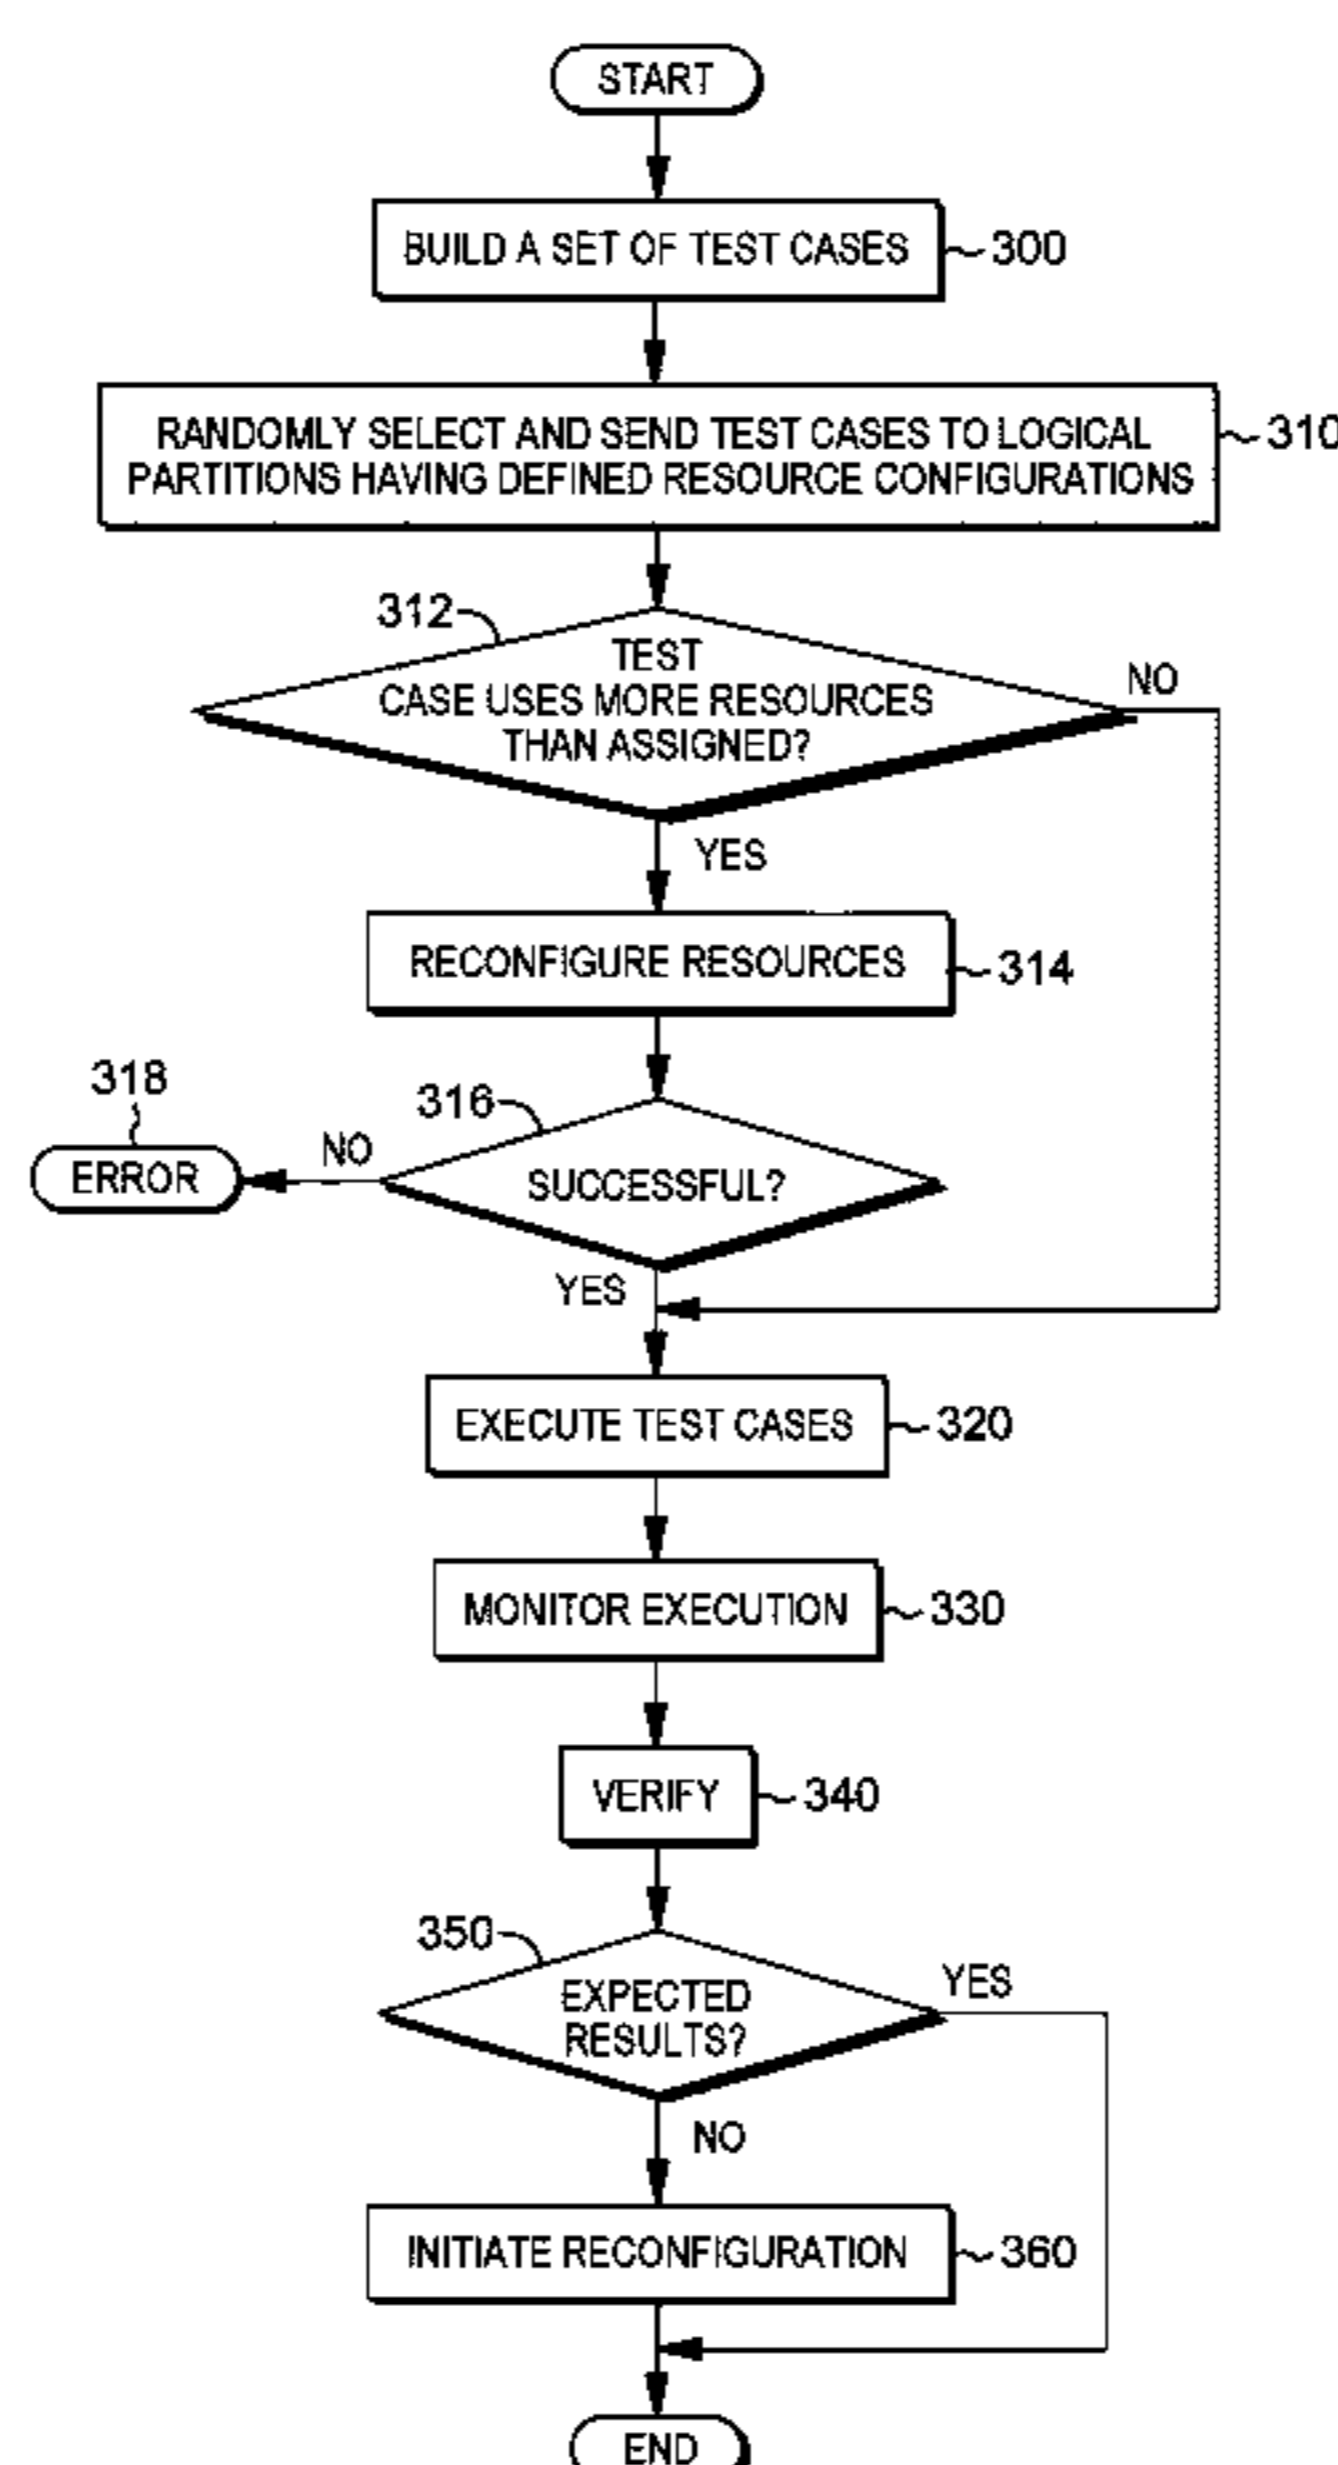 START
BUILD A SET OF TEST CASES
300
RANDOMLY SELECT AND SEND TEST CASES TO LOGICAL
PARTITIONS HAVING DEFINED RESOURCE CONFIGURATIONS
310
312
TEST
CASE USES MORE RESOURCES
THAN ASSIGNED?
NO
YES
RECONFIGURE RESOURCES
314
318
316
ERROR
NO
SUCCESSFUL?
YES
EXECUTE TEST CASES
320
MONITOR EXECUTION
330
VERIFY
340
350
EXPECTED
RESULTS?
YES
NO
INITIATE RECONFIGURATION
360
END